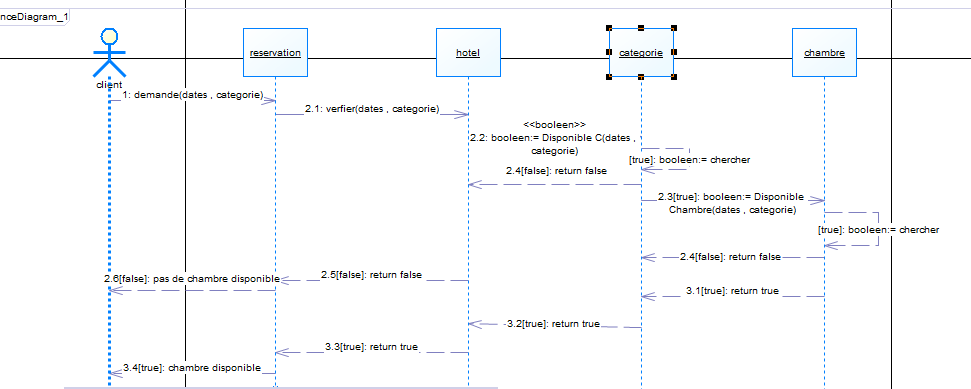 nceDiagram_1
reservation
hotel
categorie
chambre
client
1: demande(dates , categorie)
2.1: verfier(dates , categorie)
<<booleen>>
2.2: booleen:= Disponible C(dates ,
categorie)
[true]: booleen:= chercher
2.4[false]: return false
2.3[true]: booleen:= Disponible
Chambre(dates , categorie)
[true]: booleen:= chercher
2.4[false]: return false
2.5[false]: return false
2.6[false]: pas de chambre disponible
3.1[true]: return true
3.2[true]: return true
3.3[true]: return true
3.4[true]: chambre disponible